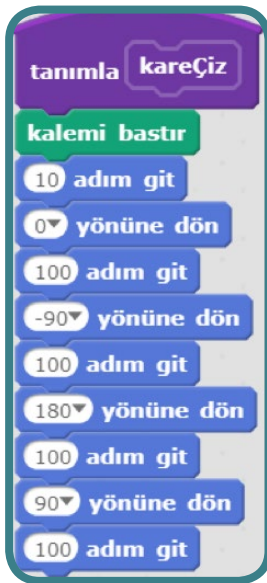 tanımla kareÇiz
kalemi bastır
10 adım git
0 yönüne dön
100 adım git
-90 yönüne dön
100 adım git
180 yönüne dön
100 adım git
90 yönüne dön
100 adım git